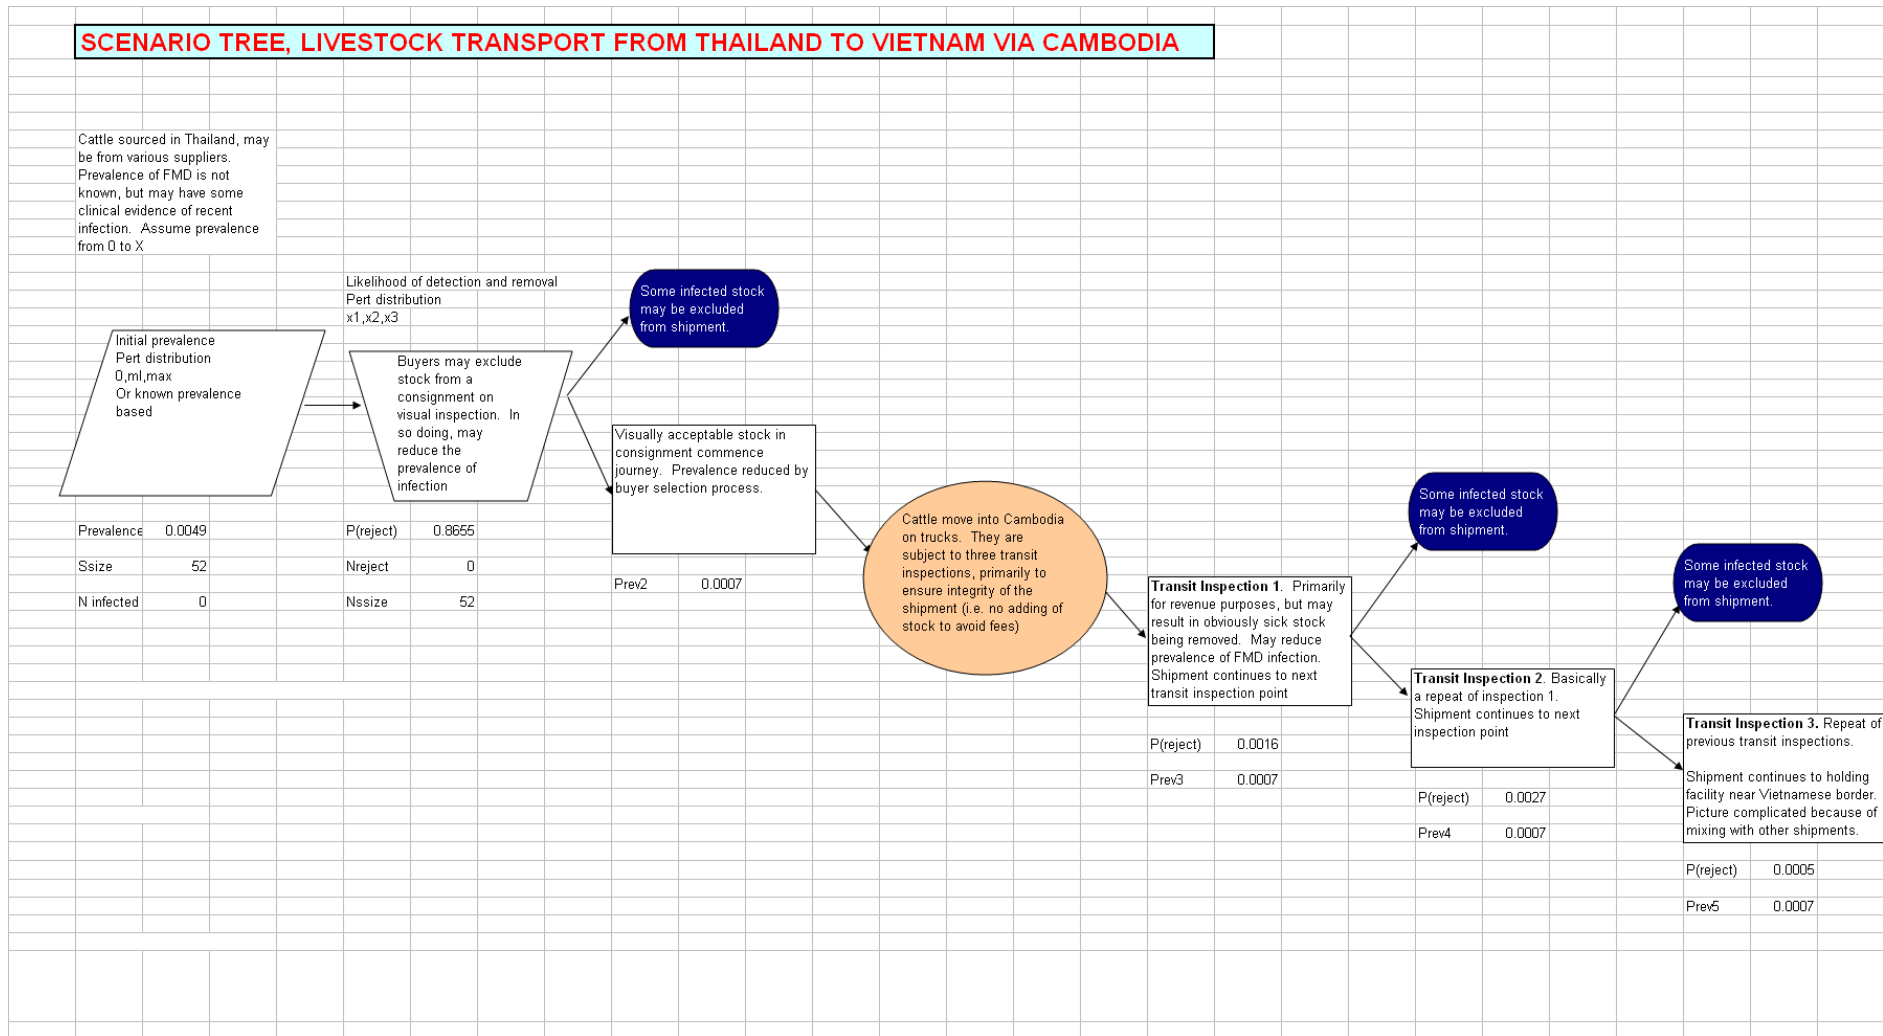 SCENARIO TREE, LIVESTOCK TRANSPORT FROM THAILAND TO VIETNAM VIA CAMBODIA
Cattle sourced in Thailand, may
be from various suppliers.
Prevalence of FMD is not
known, but may have some
clinical evidence of recent
infection.  Assume prevalence
from 0 to X
Likelihood of detection and removal
Pert distribution
x1,x2,x3
Some infected stock
may be excluded
from shipment.
Initial prevalence
Pert distribution
0,ml,max
Or known prevalence
based
Buyers may exclude
stock from a
consignment on
visual inspection.  In
so doing, may
reduce the
prevalence of
infection
Visually acceptable stock in
consignment commence
journey.  Prevalence reduced by
buyer selection process.
Prevalence 0.0049
Ssize 52
N infected 0
P(reject) 0.8655
Nreject 0
Nssize 52
Prev2 0.0007
Cattle move into Cambodia
on trucks.  They are
subject to three transit
inspections, primarily to
ensure integrity of the
shipment (i.e. no adding of
stock to avoid fees)
Transit Inspection 1.  Primarily
for revenue purposes, but may
result in obviously sick stock
being removed.  May reduce
prevalence of FMD infection.
Shipment continues to next
transit inspection point
P(reject) 0.0016
Prev3 0.0007
Some infected stock
may be excluded
from shipment.
Transit Inspection 2. Basically
a repeat of inspection 1.
Shipment continues to next
inspection point
P(reject) 0.0027
Prev4 0.0007
Some infected stock
may be excluded
from shipment.
Transit Inspection 3. Repeat of
previous transit inspections.
Shipment continues to holding
facility near Vietnamese border.
Picture complicated because of
mixing with other shipments.
P(reject) 0.0005
Prev5 0.0007